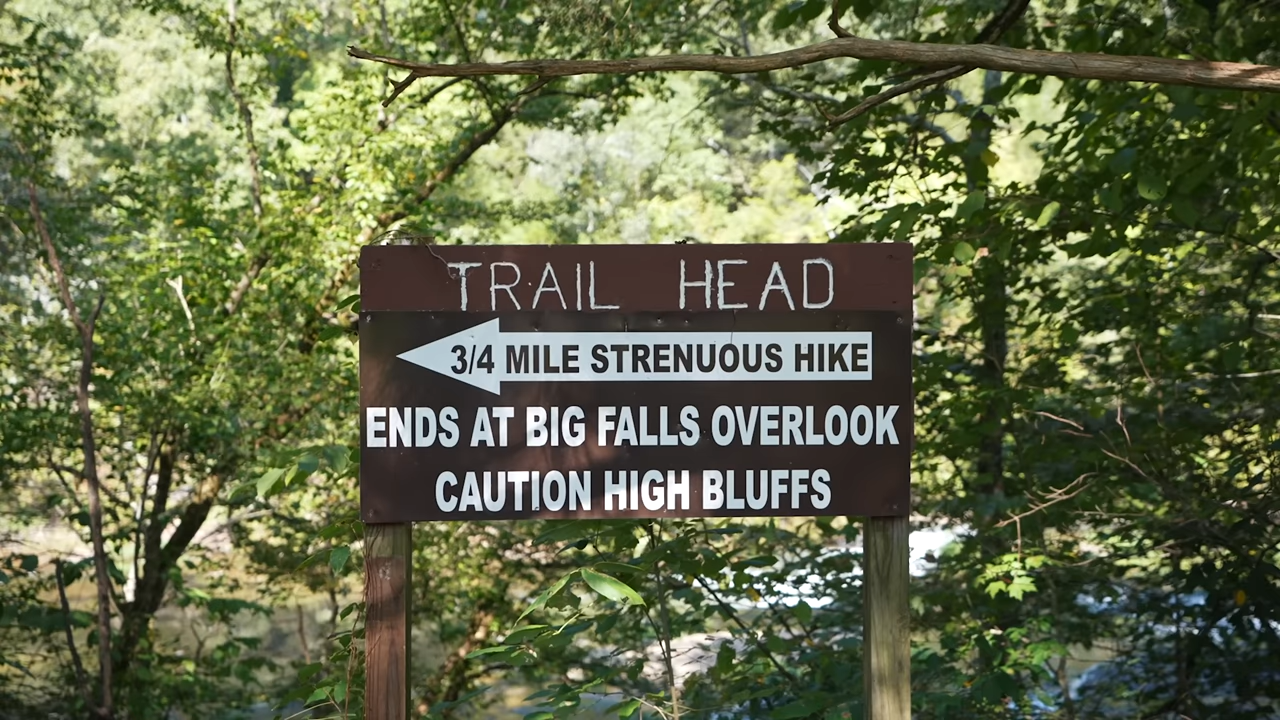 TRAIL HEAD
3/4 MILE STRENUOUS HIKE
ENDS AT BIG FALLS OVERLOOK
CAUTION HIGH BLUFFS